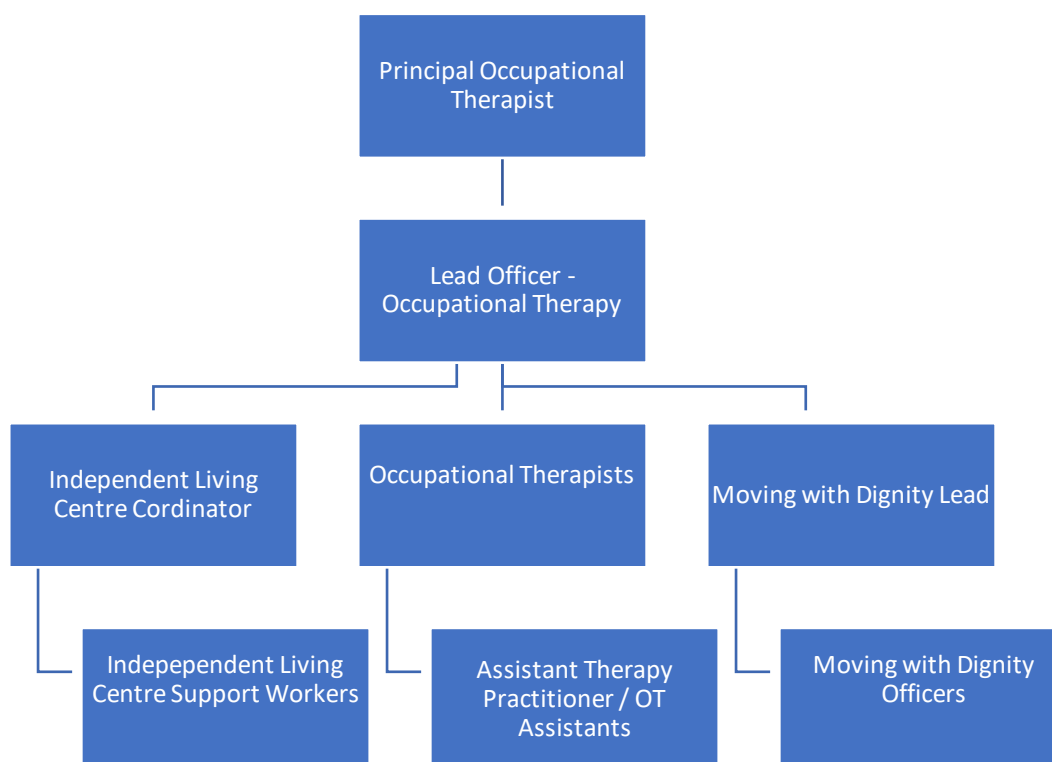 Principal Occupational
Therapist
Lead Officer -
Occupational Therapy
Independent Living
Centre Cordinator
Occupational Therapists
Moving with Dignity Lead
Indepependent Living
Centre Support Workers
Assistant Therapy
Practitioner / OT
Assistants
Moving with Dignity
Officers